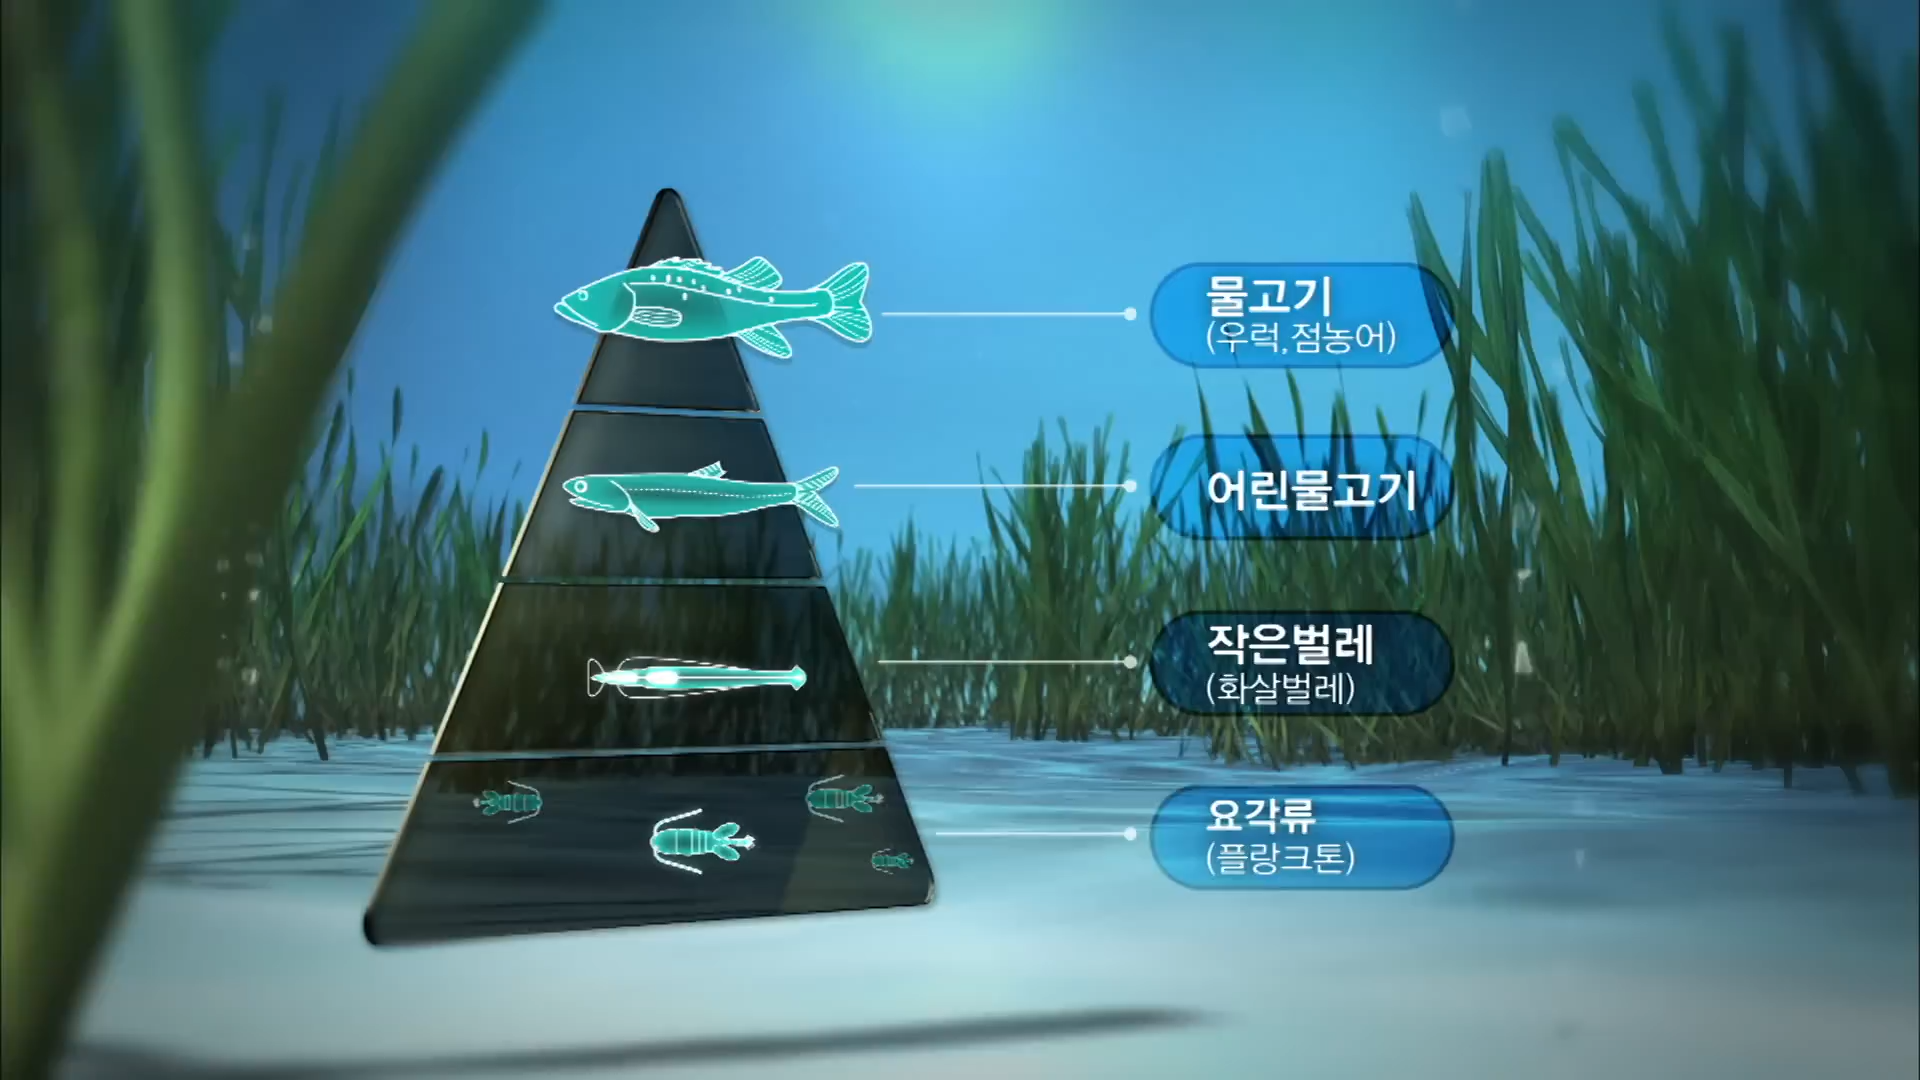 물고기
(우럭,점농어)
어린물고기
작은벌레
(화살벌레)
요각류
(플랑크톤)